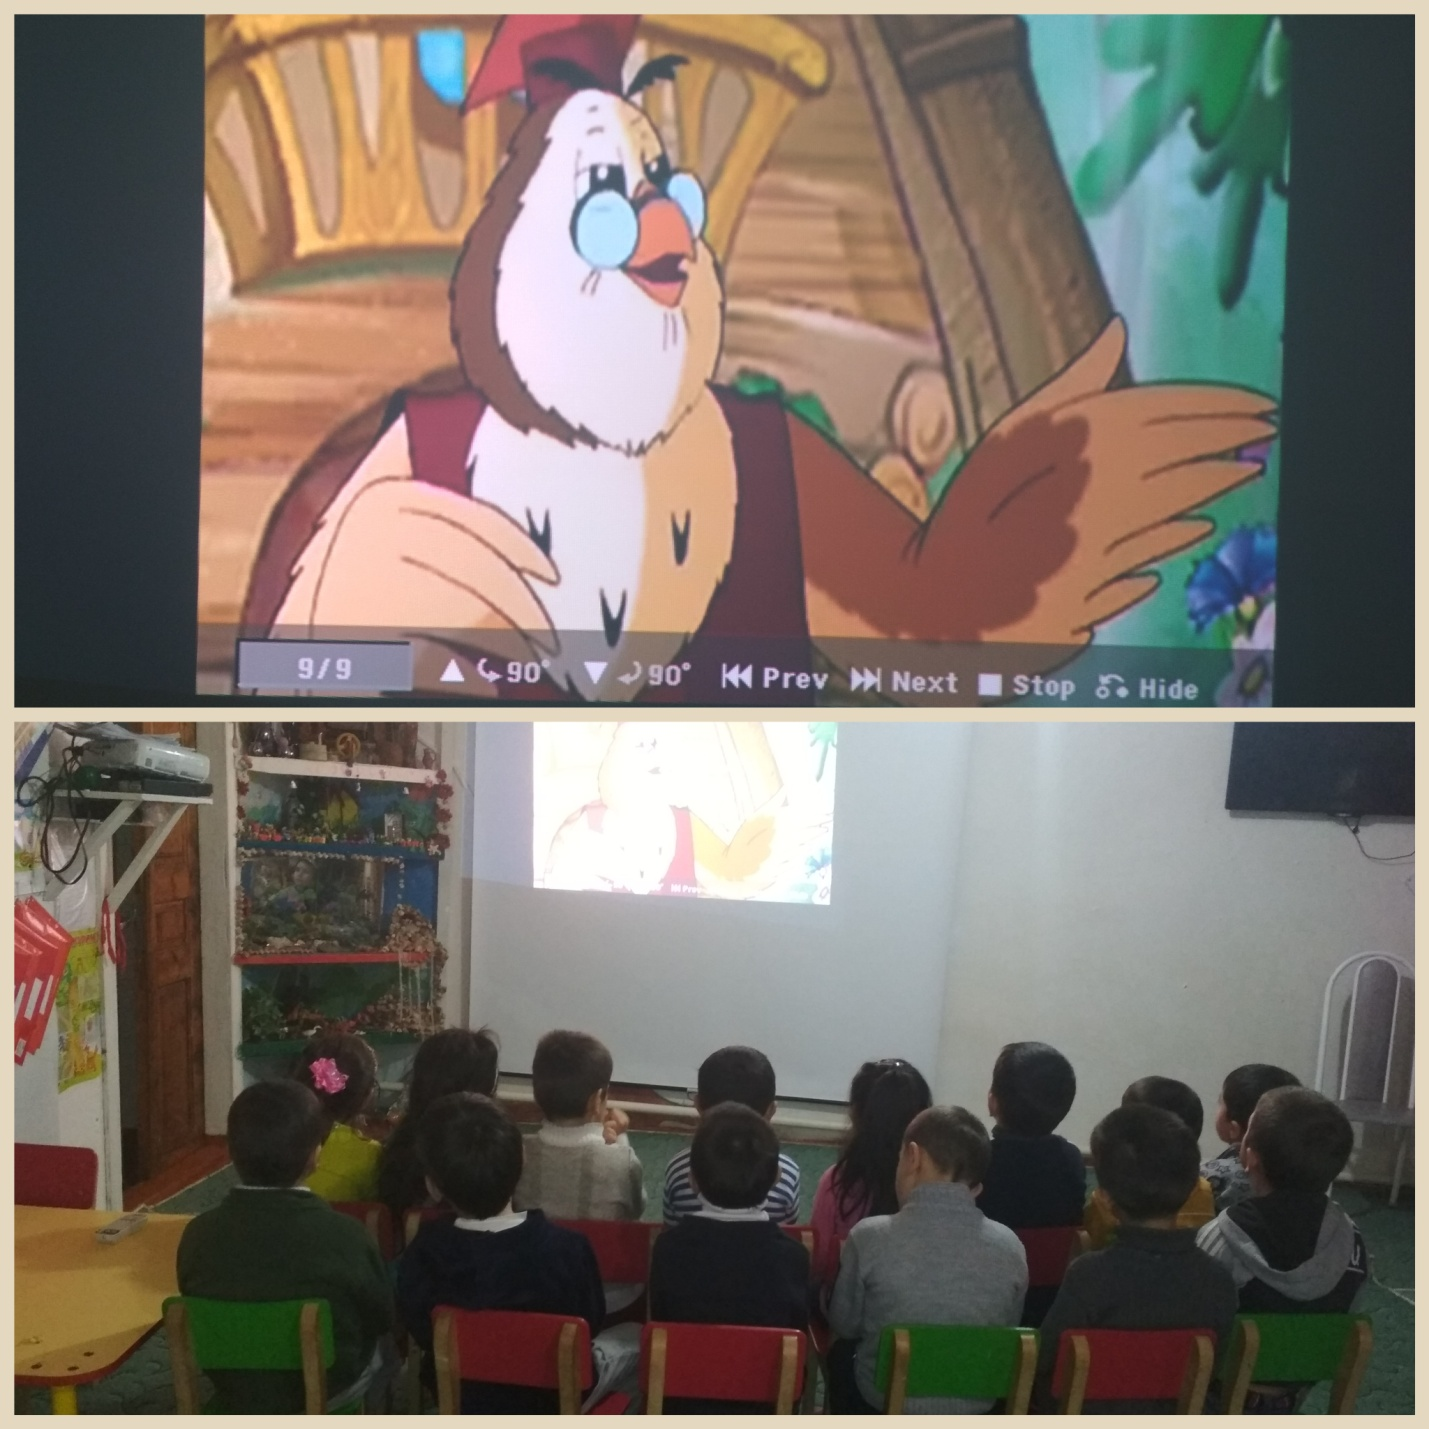 9/9 ▲ 90° ▼ 90° Prev Next Stop Hide